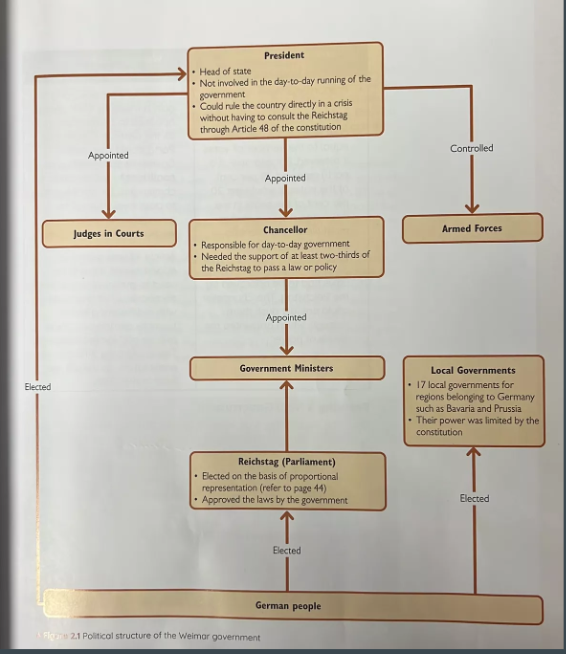 President
• Head of state
• Not involved in the day-to-day running of the
government
• Could rule the country directly in a crisis
without having to consult the Reichstag
through Article 48 of the constitution
Appointed
Appointed
Controlled
Judges in Courts
Chancellor
• Responsible for day-to-day government
• Needed the support of at least two-thirds of
the Reichstag to pass a law or policy
Armed Forces
Appointed
Government Ministers
Local Governments
• 17 local governments for
regions belonging to Germany
such as Bavaria and Prussia
• Their power was limited by the
constitution
Elected
Reichstag (Parliament)
• Elected on the basis of proportional
representation (refer to page 44)
• Approved the laws by the government
Elected
Elected
German people
2.1 Political structure of the Weimar government